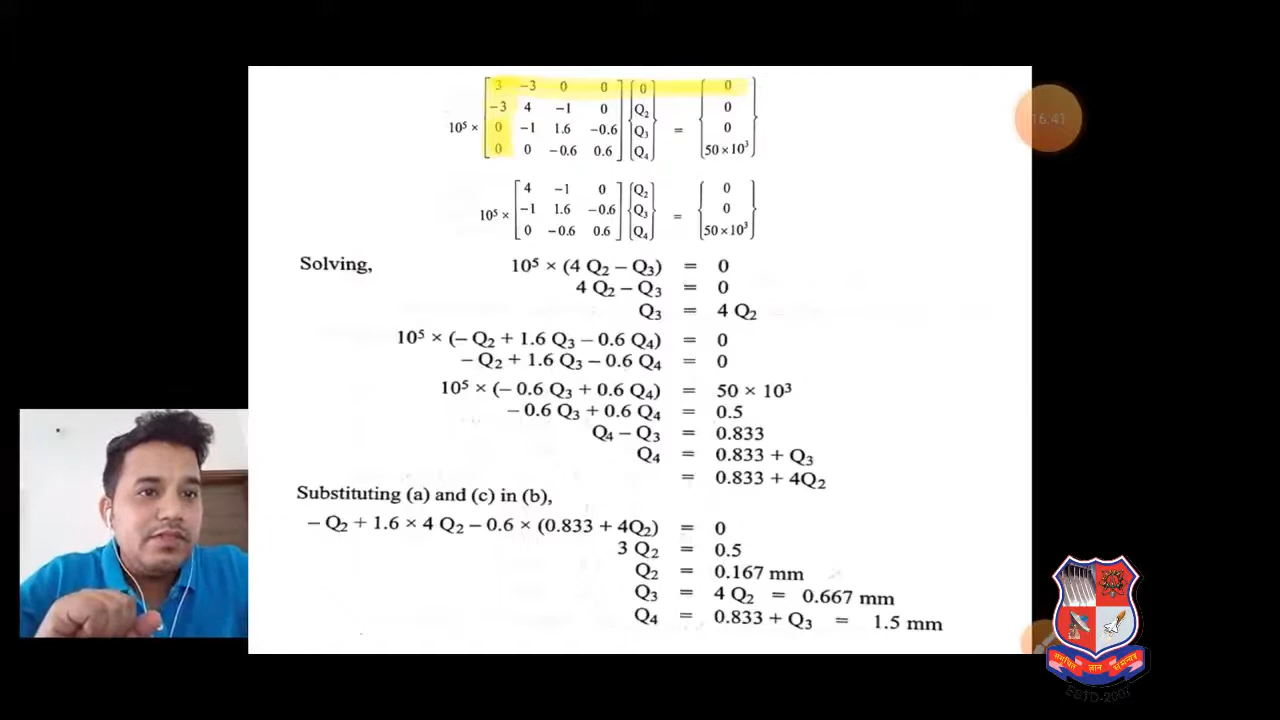 10⁵ × [3 −3 0 0; −3 4 −1 0; 0 −1 1.6 −0.6; 0 0 −0.6 0.6] {0; Q₂; Q₃; Q₄} = {0; 0; 0; 50 × 10³}
10⁵ × [4 −1 0; −1 1.6 −0.6; 0 −0.6 0.6] {Q₂; Q₃; Q₄} = {0; 0; 50 × 10³}
Solving, 10⁵ × (4 Q₂ − Q₃) = 0
4 Q₂ − Q₃ = 0
Q₃ = 4 Q₂
10⁵ × (− Q₂ + 1.6 Q₃ − 0.6 Q₄) = 0
− Q₂ + 1.6 Q₃ − 0.6 Q₄ = 0
10⁵ × (− 0.6 Q₃ + 0.6 Q₄) = 50 × 10³
− 0.6 Q₃ + 0.6 Q₄ = 0.5
Q₄ − Q₃ = 0.833
Q₄ = 0.833 + Q₃
= 0.833 + 4Q₂
Substituting (a) and (c) in (b),
− Q₂ + 1.6 × 4 Q₂ − 0.6 × (0.833 + 4Q₂) = 0
3 Q₂ = 0.5
Q₂ = 0.167 mm
Q₃ = 4 Q₂ = 0.667 mm
Q₄ = 0.833 + Q₃ = 1.5 mm
16:41
ESTD-2007